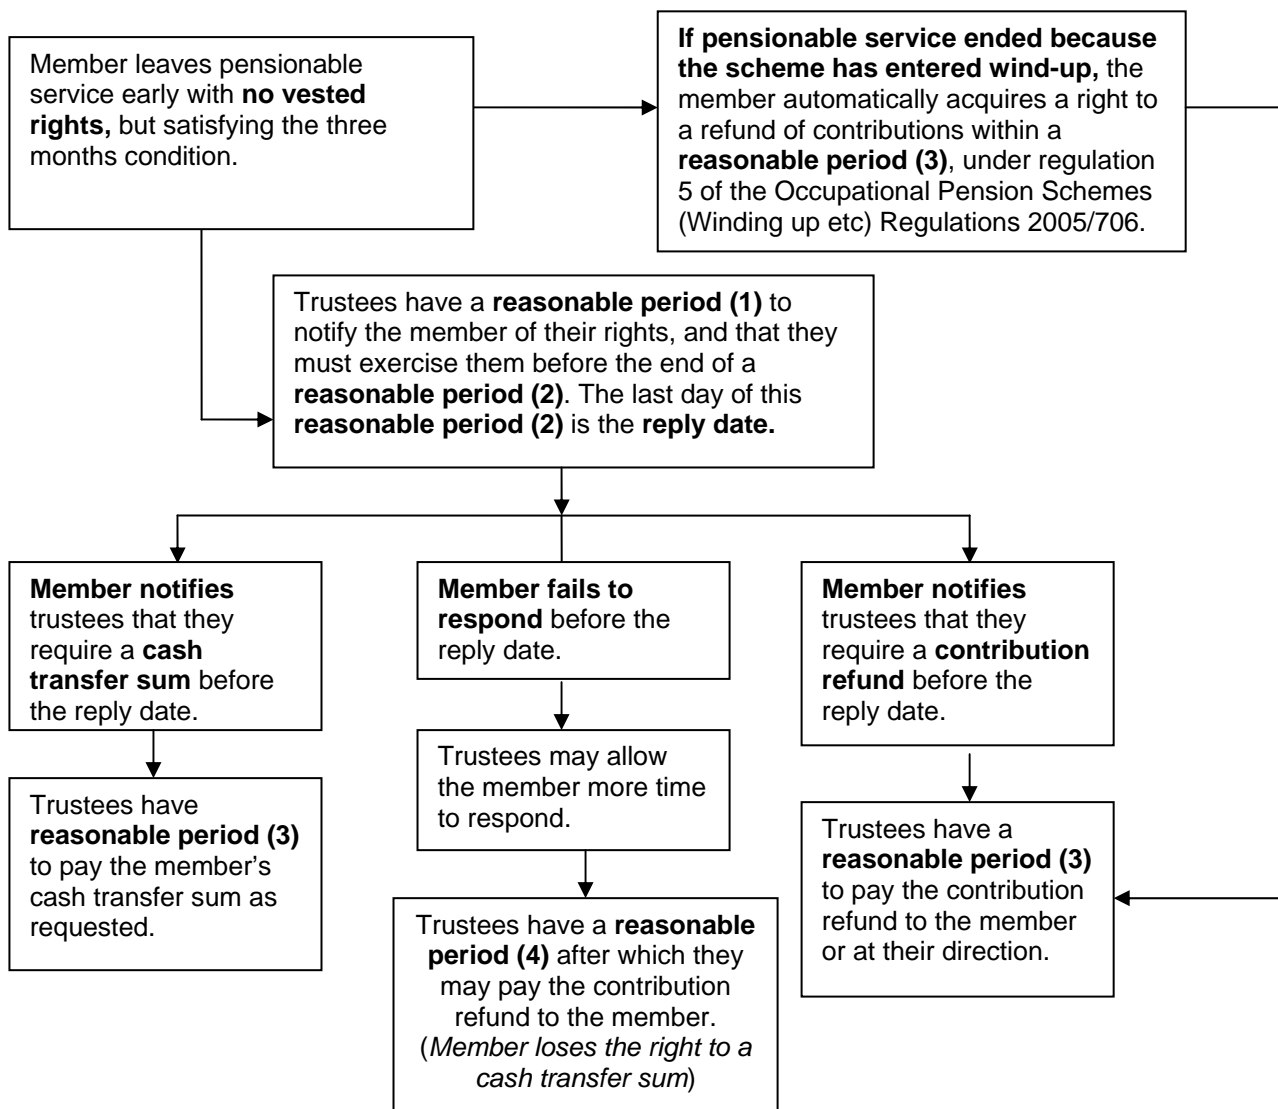 Member leaves pensionable
service early with no vested
rights, but satisfying the three
months condition.
If pensionable service ended because
the scheme has entered wind-up, the
member automatically acquires a right to
a refund of contributions within a
reasonable period (3), under regulation
5 of the Occupational Pension Schemes
(Winding up etc) Regulations 2005/706.
Trustees have a reasonable period (1) to
notify the member of their rights, and that they
must exercise them before the end of a
reasonable period (2). The last day of this
reasonable period (2) is the reply date.
Member notifies
trustees that they
require a cash
transfer sum before
the reply date.
Member fails to
respond before the
reply date.
Member notifies
trustees that they
require a contribution
refund before the
reply date.
Trustees have
reasonable period (3)
to pay the member’s
cash transfer sum as
requested.
Trustees may allow
the member more time
to respond.
Trustees have a
reasonable period (3)
to pay the contribution
refund to the member
or at their direction.
Trustees have a reasonable
period (4) after which they
may pay the contribution
refund to the member.
(Member loses the right to a
cash transfer sum)